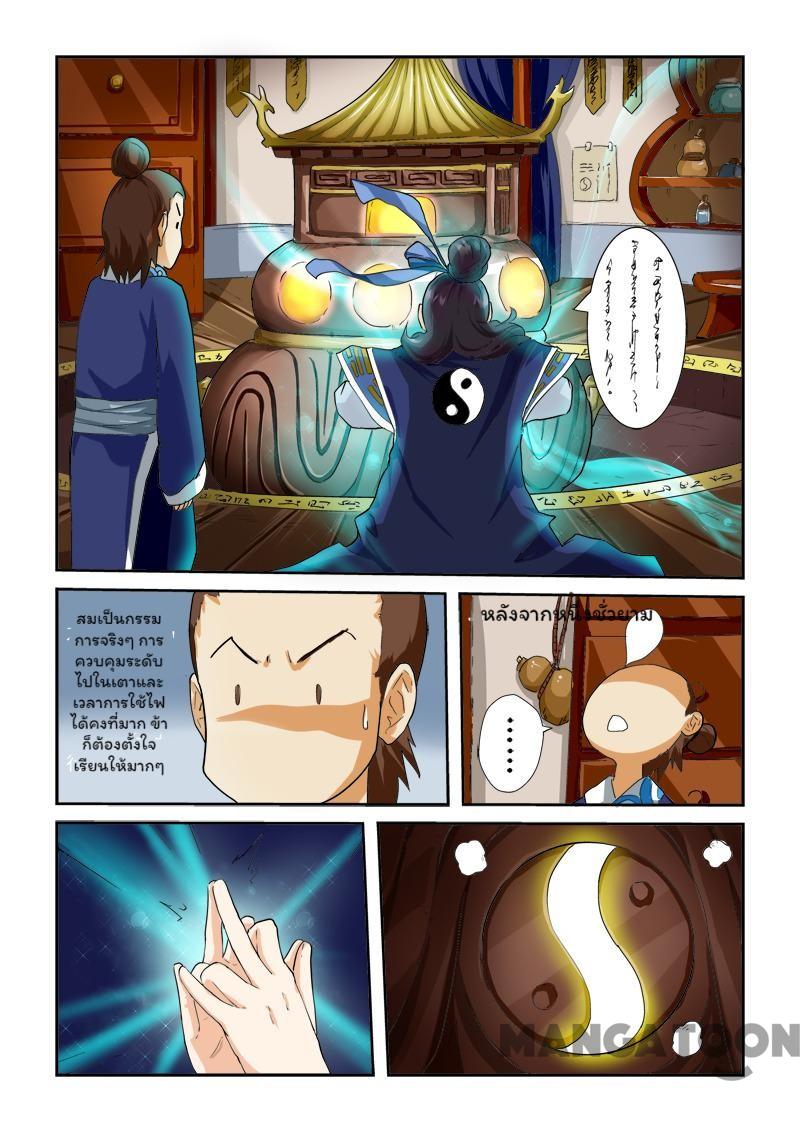 สมเป็นกรรม
การจริงๆ การ
ควบคุมระดับ
ไปในเตาและ
เวลาการใช้ไฟ
ได้คงที่มาก ข้า
ก็ต้องตั้งใจ
เรียนให้มากๆ
หลังจากหนึ่งชั่วยาม
......
MANGATOON